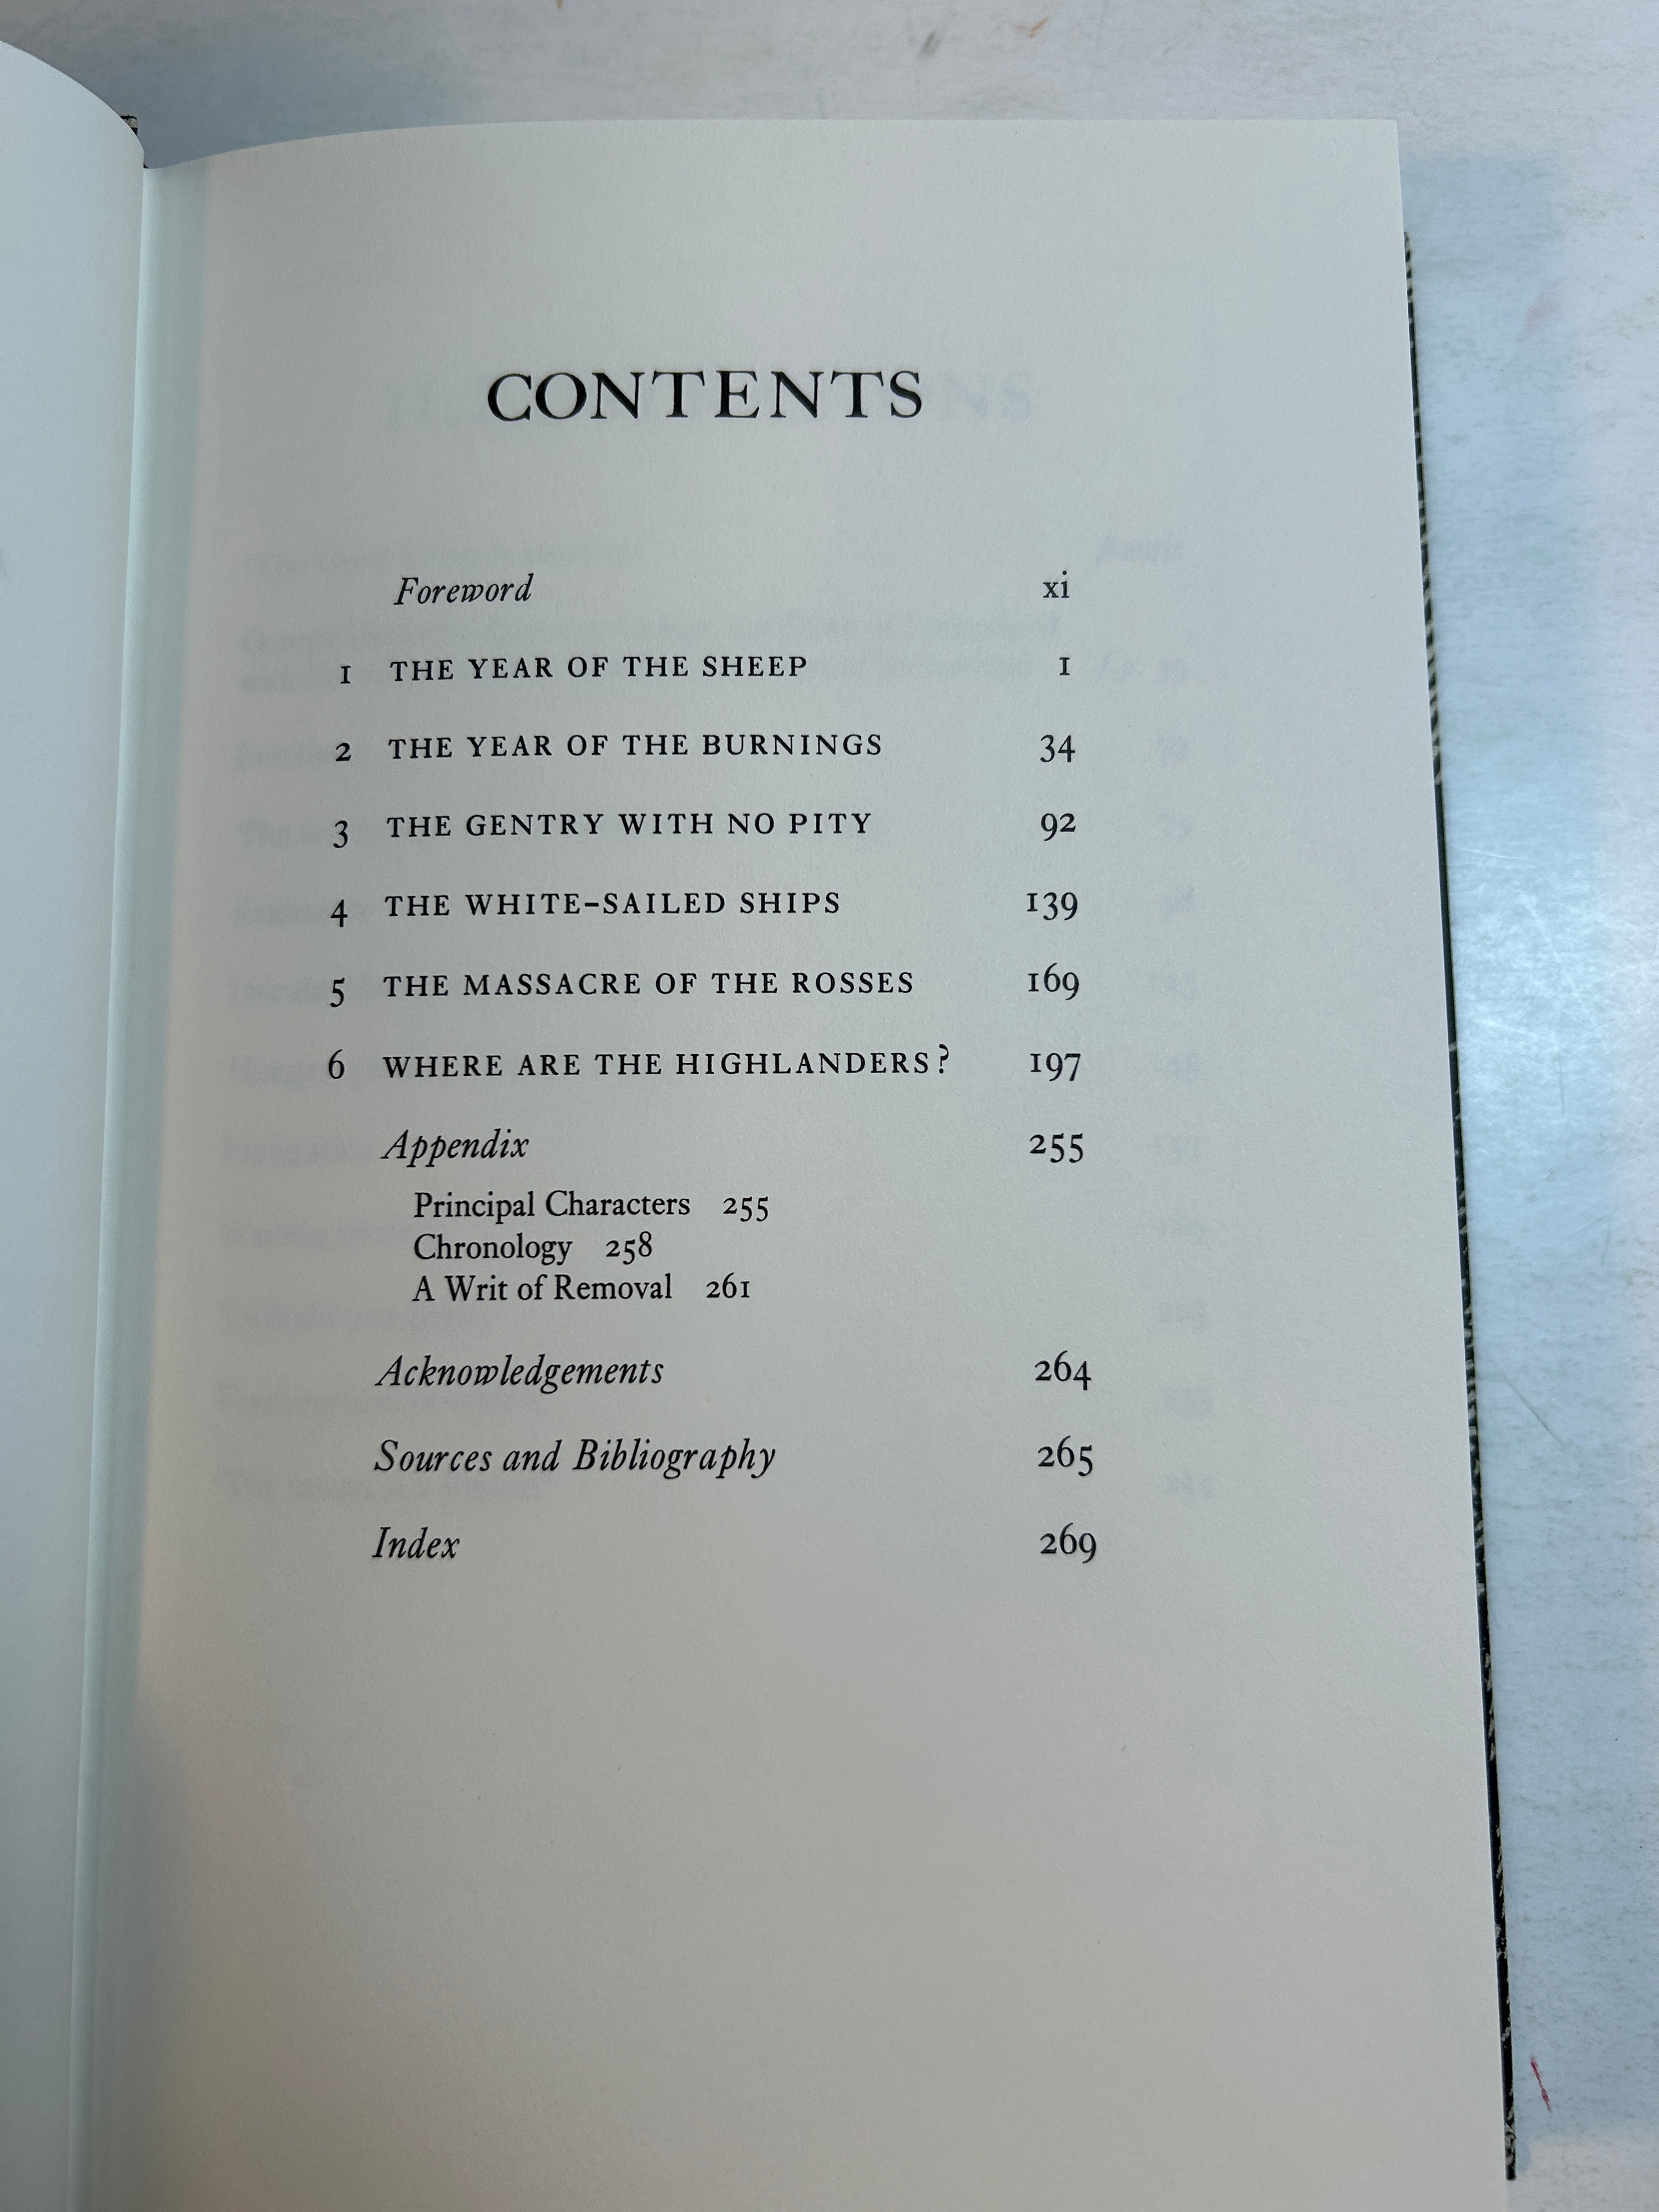 CONTENTS
Foreword xi
1 THE YEAR OF THE SHEEP 1
2 THE YEAR OF THE BURNINGS 34
3 THE GENTRY WITH NO PITY 92
4 THE WHITE-SAILED SHIPS 139
5 THE MASSACRE OF THE ROSSES 169
6 WHERE ARE THE HIGHLANDERS? 197
Appendix 255
Principal Characters 255
Chronology 258
A Writ of Removal 261
Acknowledgements 264
Sources and Bibliography 265
Index 269